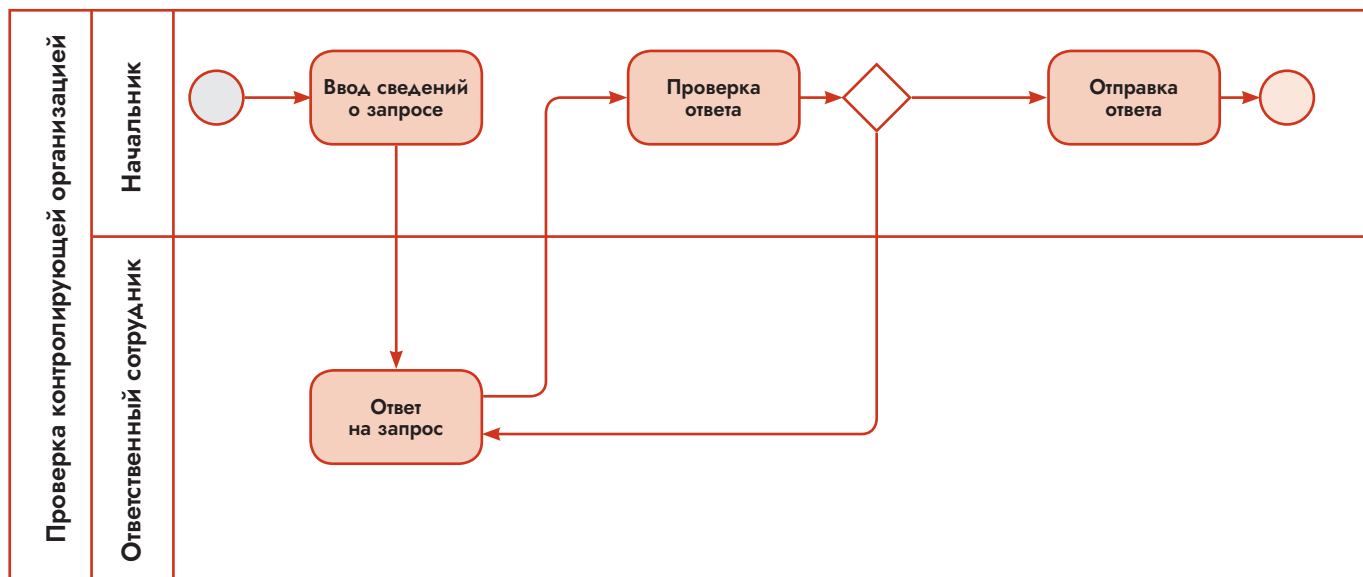 Проверка контролирующей организацией
Начальник
Ввод сведений
о запросе
Проверка
ответа
Отправка
ответа
Ответственный сотрудник
Ответ
на запрос